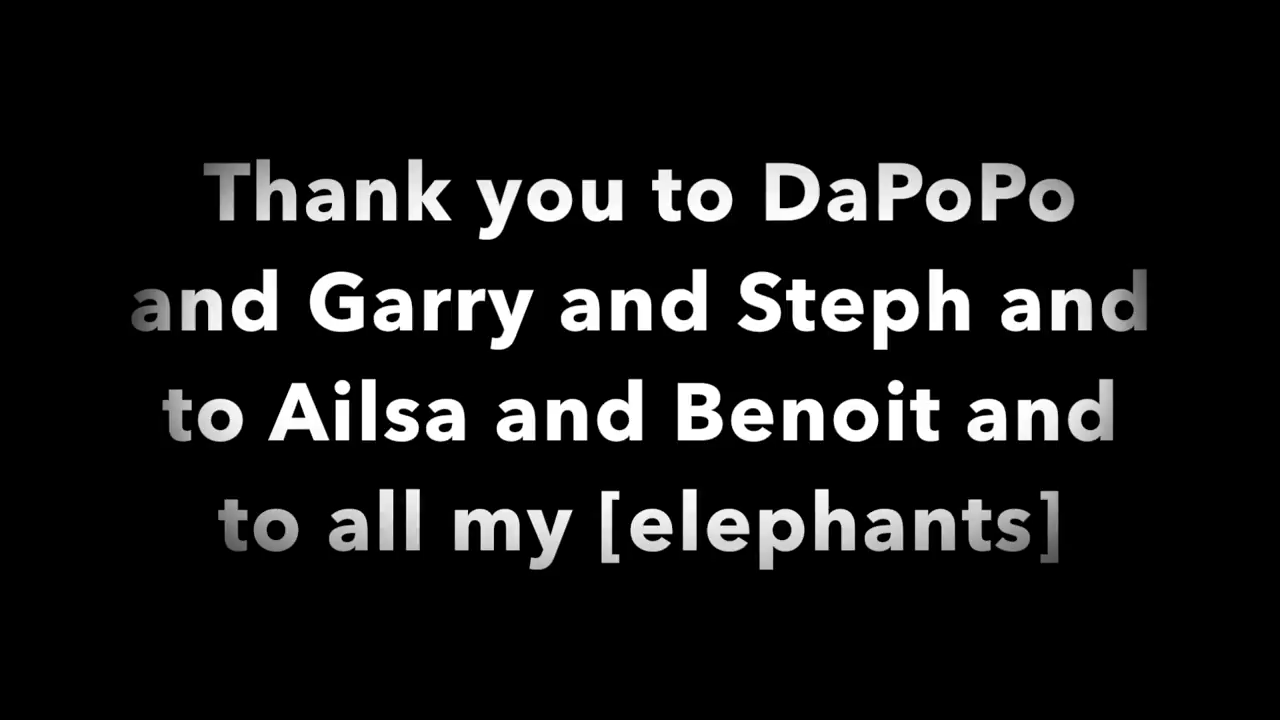 Thank you to DaPoPo
and Garry and Steph and
to Ailsa and Benoit and
to all my [elephants]